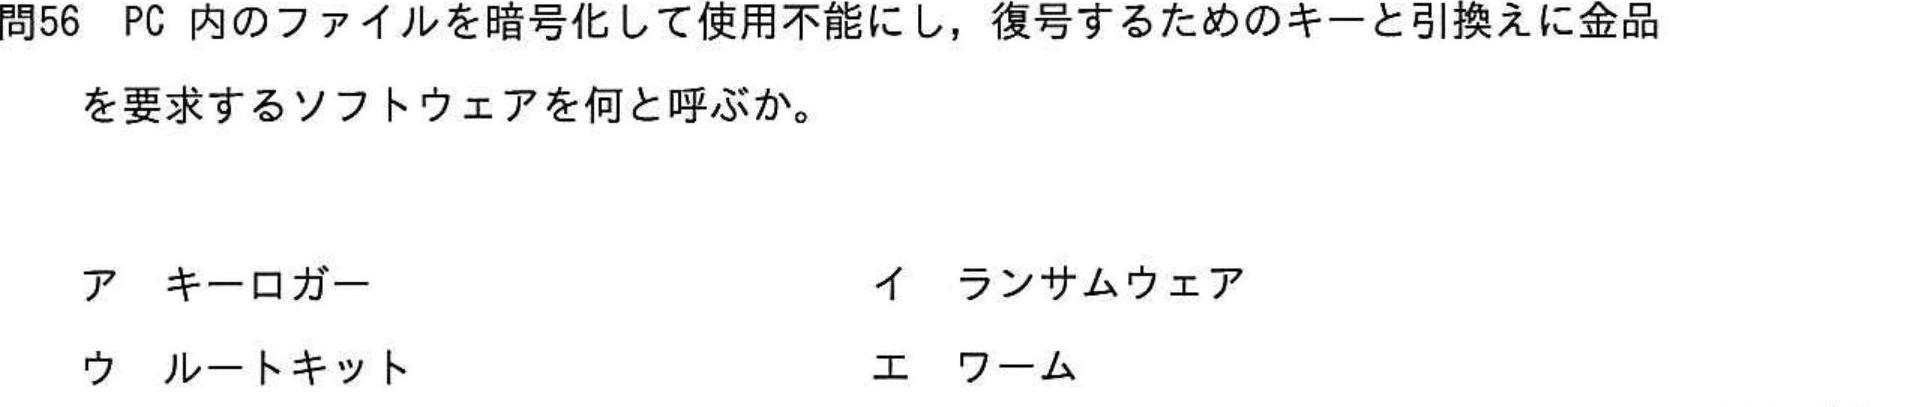 問56　PC 内のファイルを暗号化して使用不能にし，復号するためのキーと引換えに金品
を要求するソフトウェアを何と呼ぶか。
ア　キーロガー　イ　ランサムウェア
ウ　ルートキット　エ　ワーム